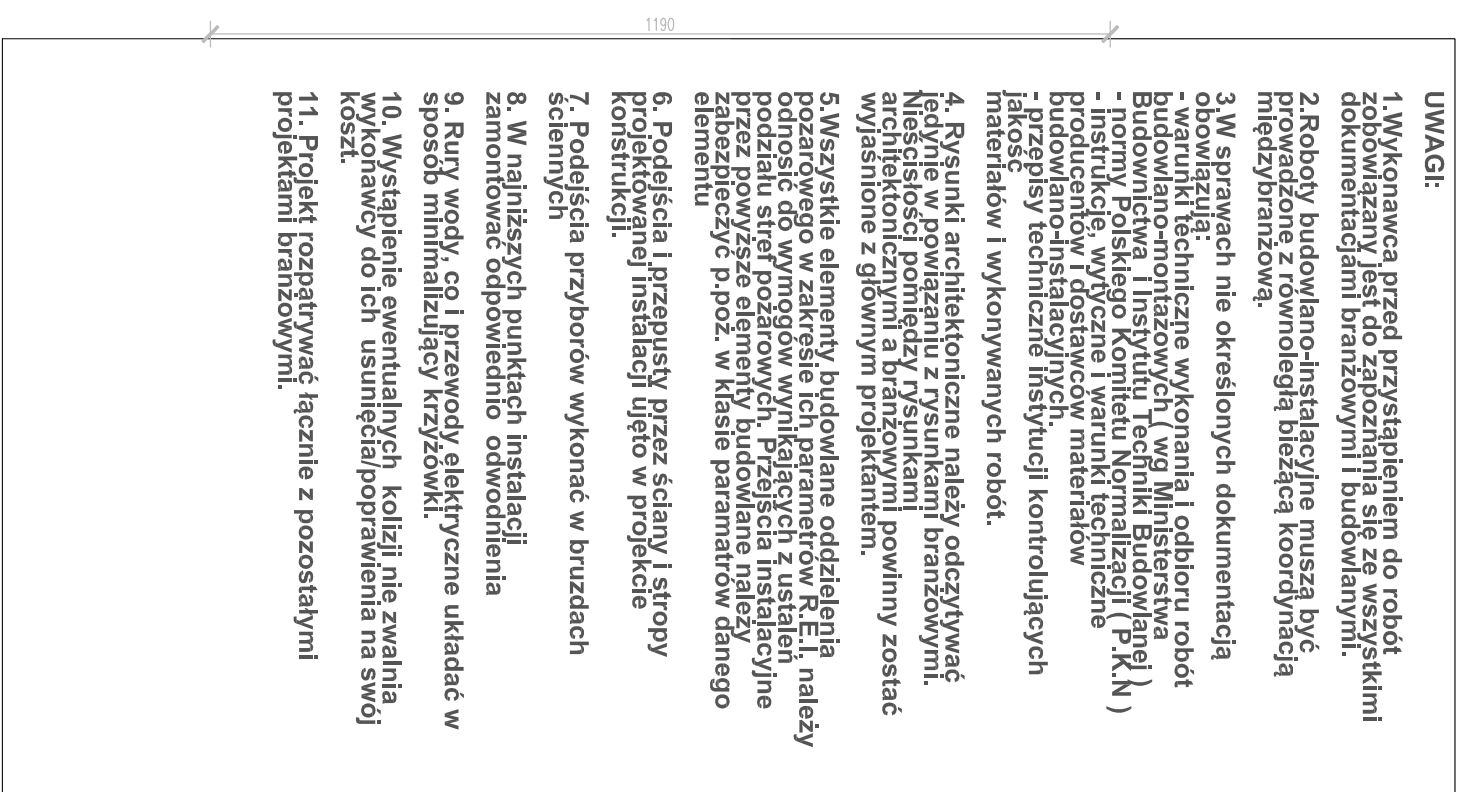 1190
UWAGI:
1.Wykonawca przed przystąpieniem do robót
zobowiązany jest do zapoznania się ze wszystkimi
dokumentacjami branżowymi i budowlanymi.
2.Roboty budowlano-instalacyjne muszą być
prowadzone z równoległą bieżącą koordynacją
międzybranżową.
3.W sprawach nie określonych dokumentacją
obowiązują:
- warunki techniczne wykonania i odbioru robót
budowlano-montażowych ( wg Ministerstwa
Budownictwa i Instytutu Techniki Budowlanej )
- normy Polskiego Komitetu Normalizacji ( P.K.N )
- instrukcje, wytyczne i warunki techniczne
producentów i dostawców materiałów
budowlano-instalacyjnych.
- przepisy techniczne instytucji kontrolujących
jakość
materiałów i wykonywanych robót.
4. Rysunki architektoniczne należy odczytywać
jedynie w powiązaniu z rysunkami branżowymi.
Nieścisłości pomiędzy rysunkami
architektonicznymi a branżowymi powinny zostać
wyjaśnione z głównym projektantem.
5.Wszystkie elementy budowlane oddzielenia
pożarowego w zakresie ich parametrów R.E.I. należy
odnosić do wymogów wynikających z ustaleń
podziału stref pożarowych. Przejścia instalacyjne
przez powyższe elementy budowlane należy
zabezpieczyć p.poż. w klasie paramatrów danego
elementu
6. Podejścia i przepusty przez ściany i stropy
projektowanej instalacji ujęto w projekcie
konstrukcji.
7. Podejścia przyborów wykonać w bruzdach
ściennych
8. W najniższych punktach instalacji
zamontować odpowiednio odwodnienia
9. Rury wody, co i przewody elektryczne układać w
sposób minimalizujący krzyżówki.
10. Wystąpienie ewentualnych kolizji nie zwalnia
wykonawcy do ich usunięcia/poprawienia na swój
koszt.
11. Projekt rozpatrywać łącznie z pozostałymi
projektami branżowymi.